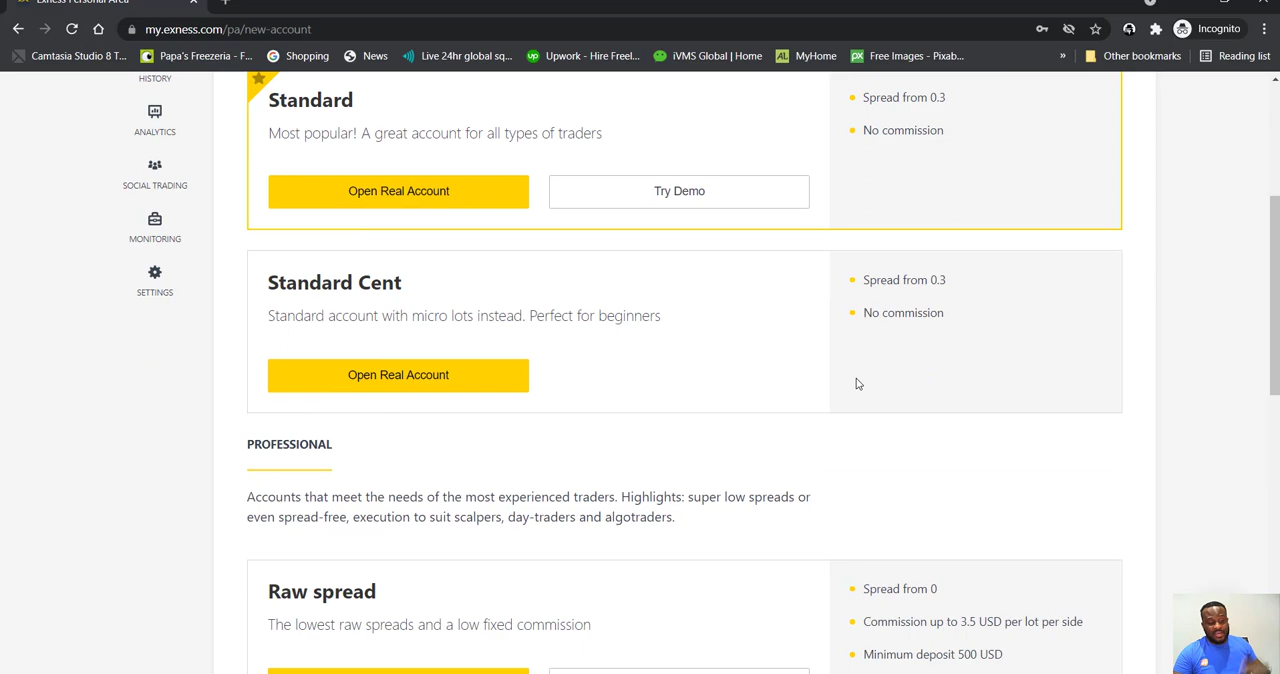 Exness Personal Area
my.exness.com/pa/new-account
Incognito
Camtasia Studio 8 T...
Papa's Freezeria - F...
Shopping
News
Live 24hr global sq...
Upwork - Hire Freel...
iVMS Global | Home
MyHome
Free Images - Pixab...
»
Other bookmarks
Reading list
HISTORY
ANALYTICS
SOCIAL TRADING
MONITORING
SETTINGS
Standard
Most popular! A great account for all types of traders
Open Real Account
Try Demo
Spread from 0.3
No commission
Standard Cent
Standard account with micro lots instead. Perfect for beginners
Open Real Account
Spread from 0.3
No commission
PROFESSIONAL
Accounts that meet the needs of the most experienced traders. Highlights: super low spreads or
even spread-free, execution to suit scalpers, day-traders and algotraders.
Raw spread
The lowest raw spreads and a low fixed commission
Spread from 0
Commission up to 3.5 USD per lot per side
Minimum deposit 500 USD